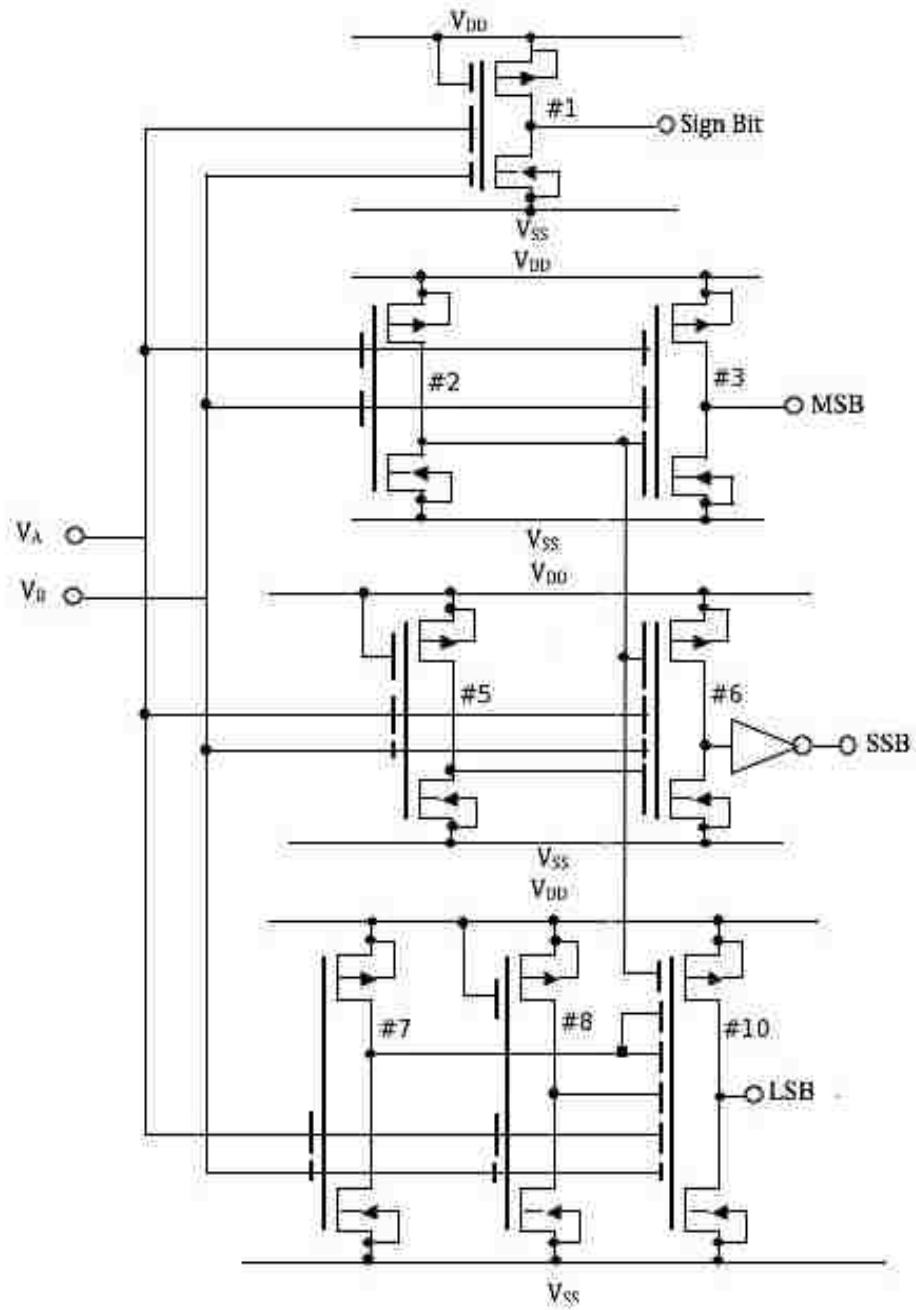 VDD
#1
Sign Bit
VSS
VDD
#2
#3
MSB
VA
VSS
VDD
VB
#5
#6
SSB
VSS
VDD
#7
#8
#10
LSB
VSS